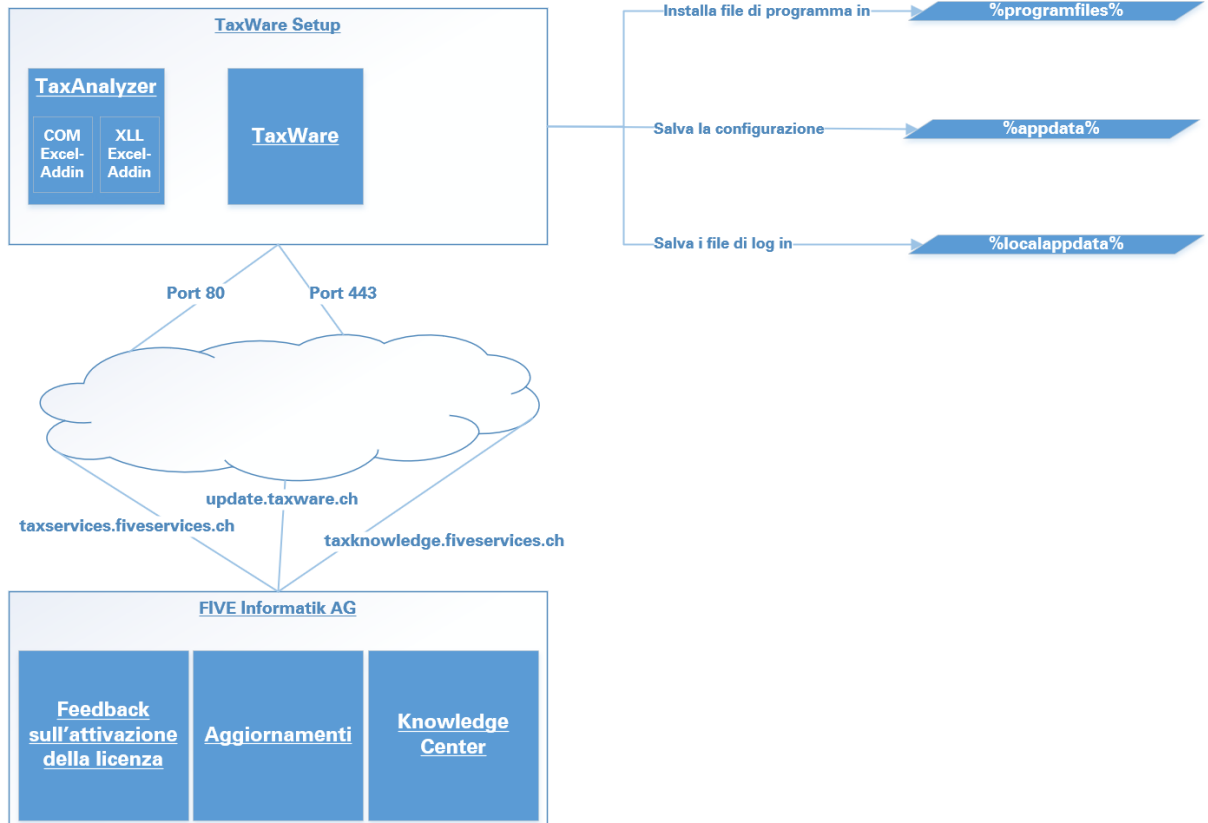 TaxWare Setup
TaxAnalyzer
COM
Excel-
Addin
XLL
Excel-
Addin
TaxWare
Installa file di programma in
%programfiles%
Salva la configurazione
%appdata%
Salva i file di log in
%localappdata%
Port 80
Port 443
update.taxware.ch
taxservices.fiveservices.ch
taxknowledge.fiveservices.ch
FIVE Informatik AG
Feedback
sull'attivazione
della licenza
Aggiornamenti
Knowledge
Center